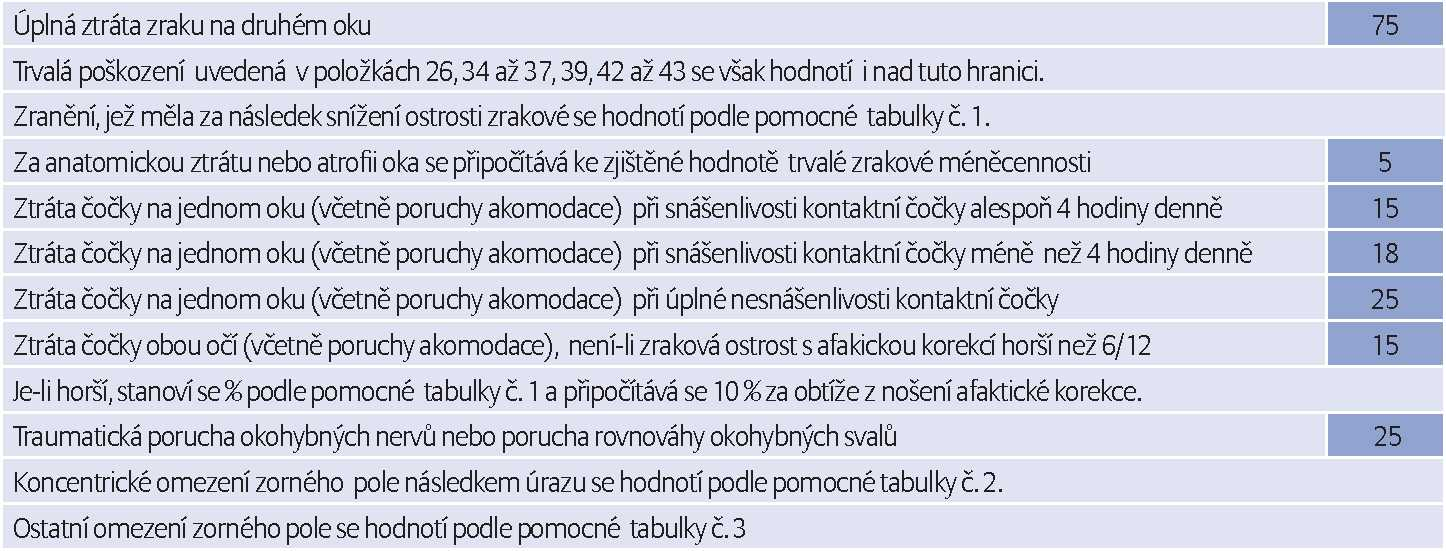 Úplná ztráta zraku na druhém oku 75
Trvalá poškození uvedená v položkách 26, 34 až 37, 39, 42 až 43 se však hodnotí i nad tuto hranici.
Zranění, jež měla za následek snížení ostrosti zrakové se hodnotí podle pomocné tabulky č. 1.
Za anatomickou ztrátu nebo atrofii oka se připočítává ke zjištěné hodnotě trvalé zrakové méněcennosti 5
Ztráta čočky na jednom oku (včetně poruchy akomodace) při snášenlivosti kontaktní čočky alespoň 4 hodiny denně 15
Ztráta čočky na jednom oku (včetně poruchy akomodace) při snášenlivosti kontaktní čočky méně než 4 hodiny denně 18
Ztráta čočky na jednom oku (včetně poruchy akomodace) při úplné nesnášenlivosti kontaktní čočky 25
Ztráta čočky obou očí (včetně poruchy akomodace), není-li zraková ostrost s afakickou korekcí horší než 6/12 15
Je-li horší, stanoví se % podle pomocné tabulky č. 1 a připočítává se 10 % za obtíže z nošení afaktické korekce.
Traumatická porucha okohybných nervů nebo porucha rovnováhy okohybných svalů 25
Koncentrické omezení zorného pole následkem úrazu se hodnotí podle pomocné tabulky č. 2.
Ostatní omezení zorného pole se hodnotí podle pomocné tabulky č. 3